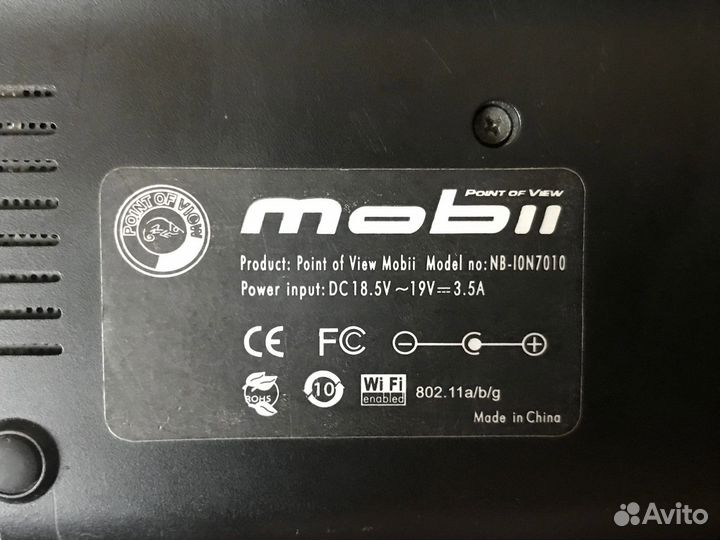 POINT OF VIEW
POINT OF VIEW
mobii
Product: Point of View Mobii Model no: NB-I0N7010
Power input: DC 18.5V ~19V⎓3.5A
CE FC
ROHS 10 Wi Fi enabled 802.11a/b/g
Made in China
Avito